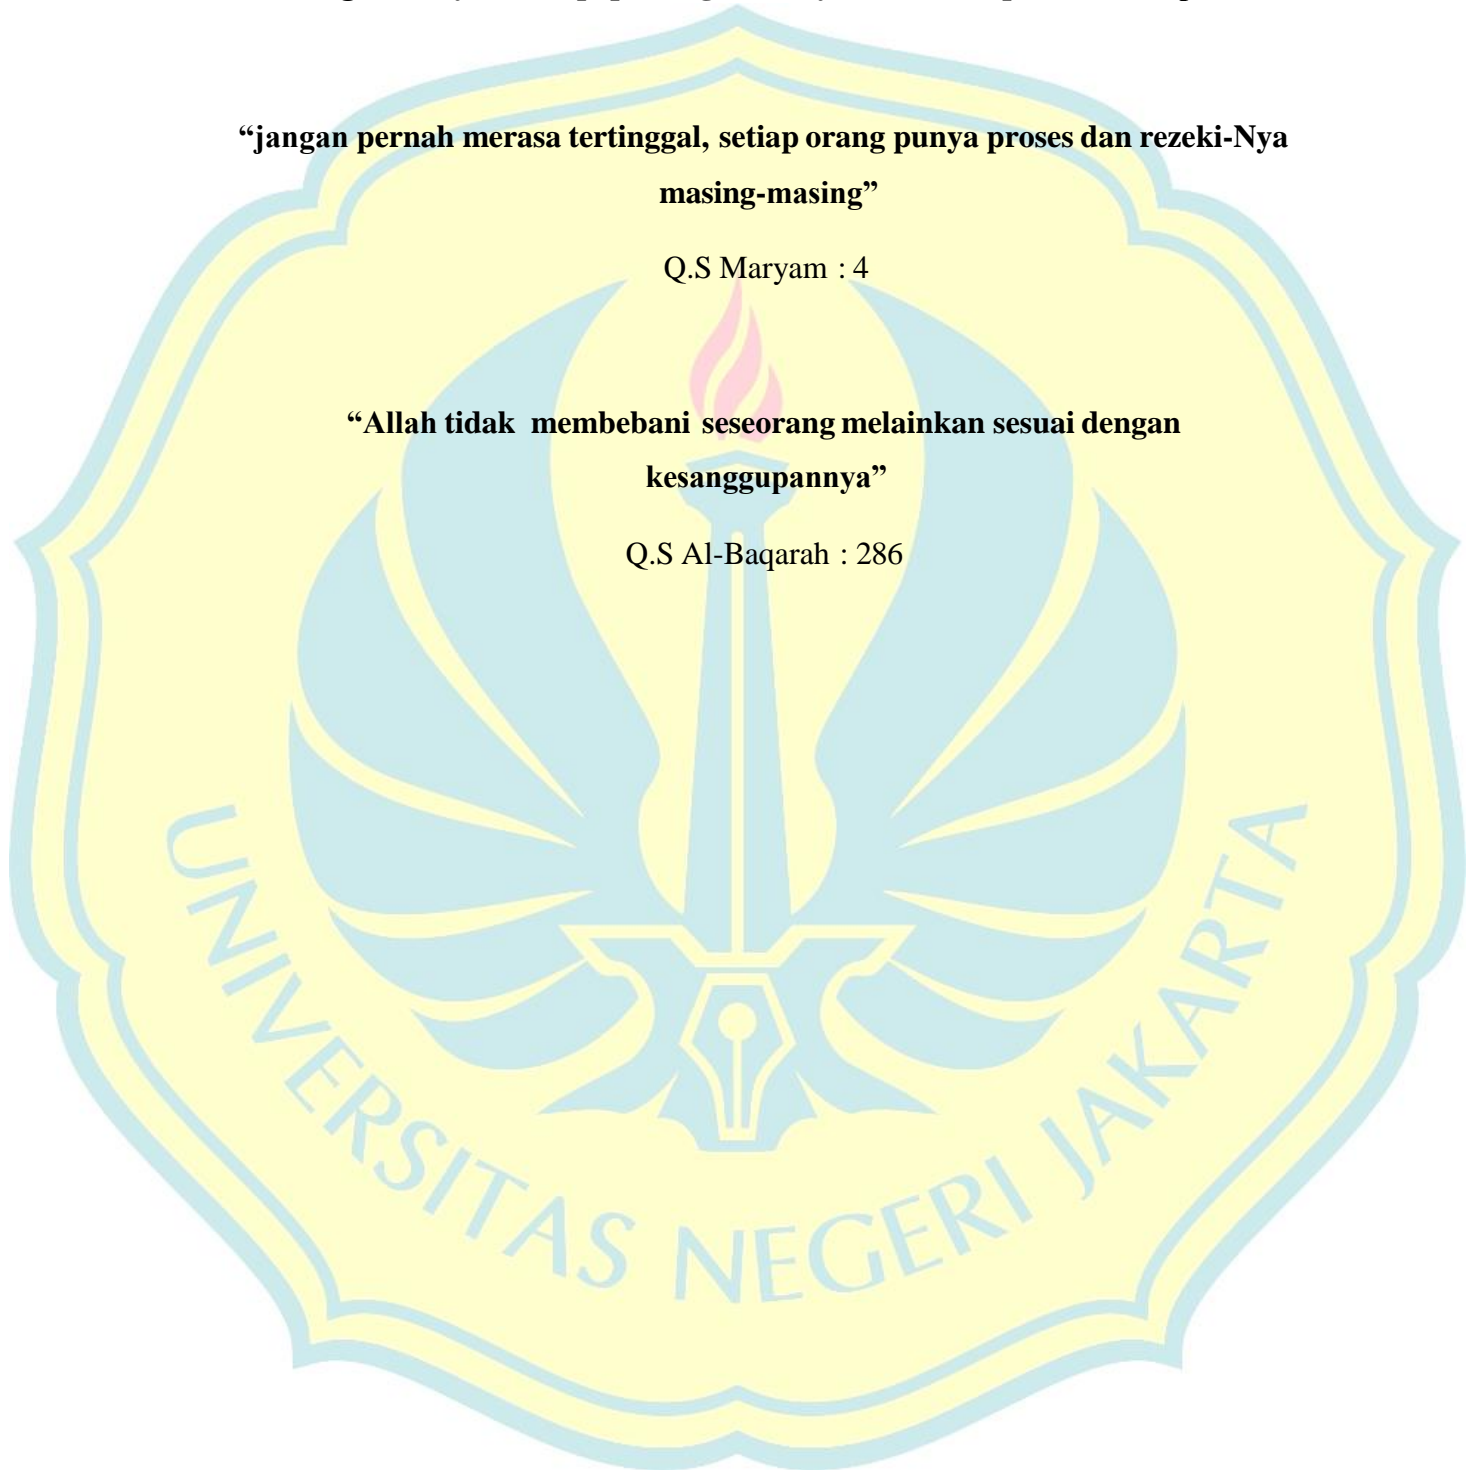 “jangan pernah merasa tertinggal, setiap orang punya proses dan rezeki-Nya
masing-masing”
Q.S Maryam : 4
“Allah tidak membebani seseorang melainkan sesuai dengan
kesanggupannya”
Q.S Al-Baqarah : 286
UNIVERSITAS NEGERI JAKARTA